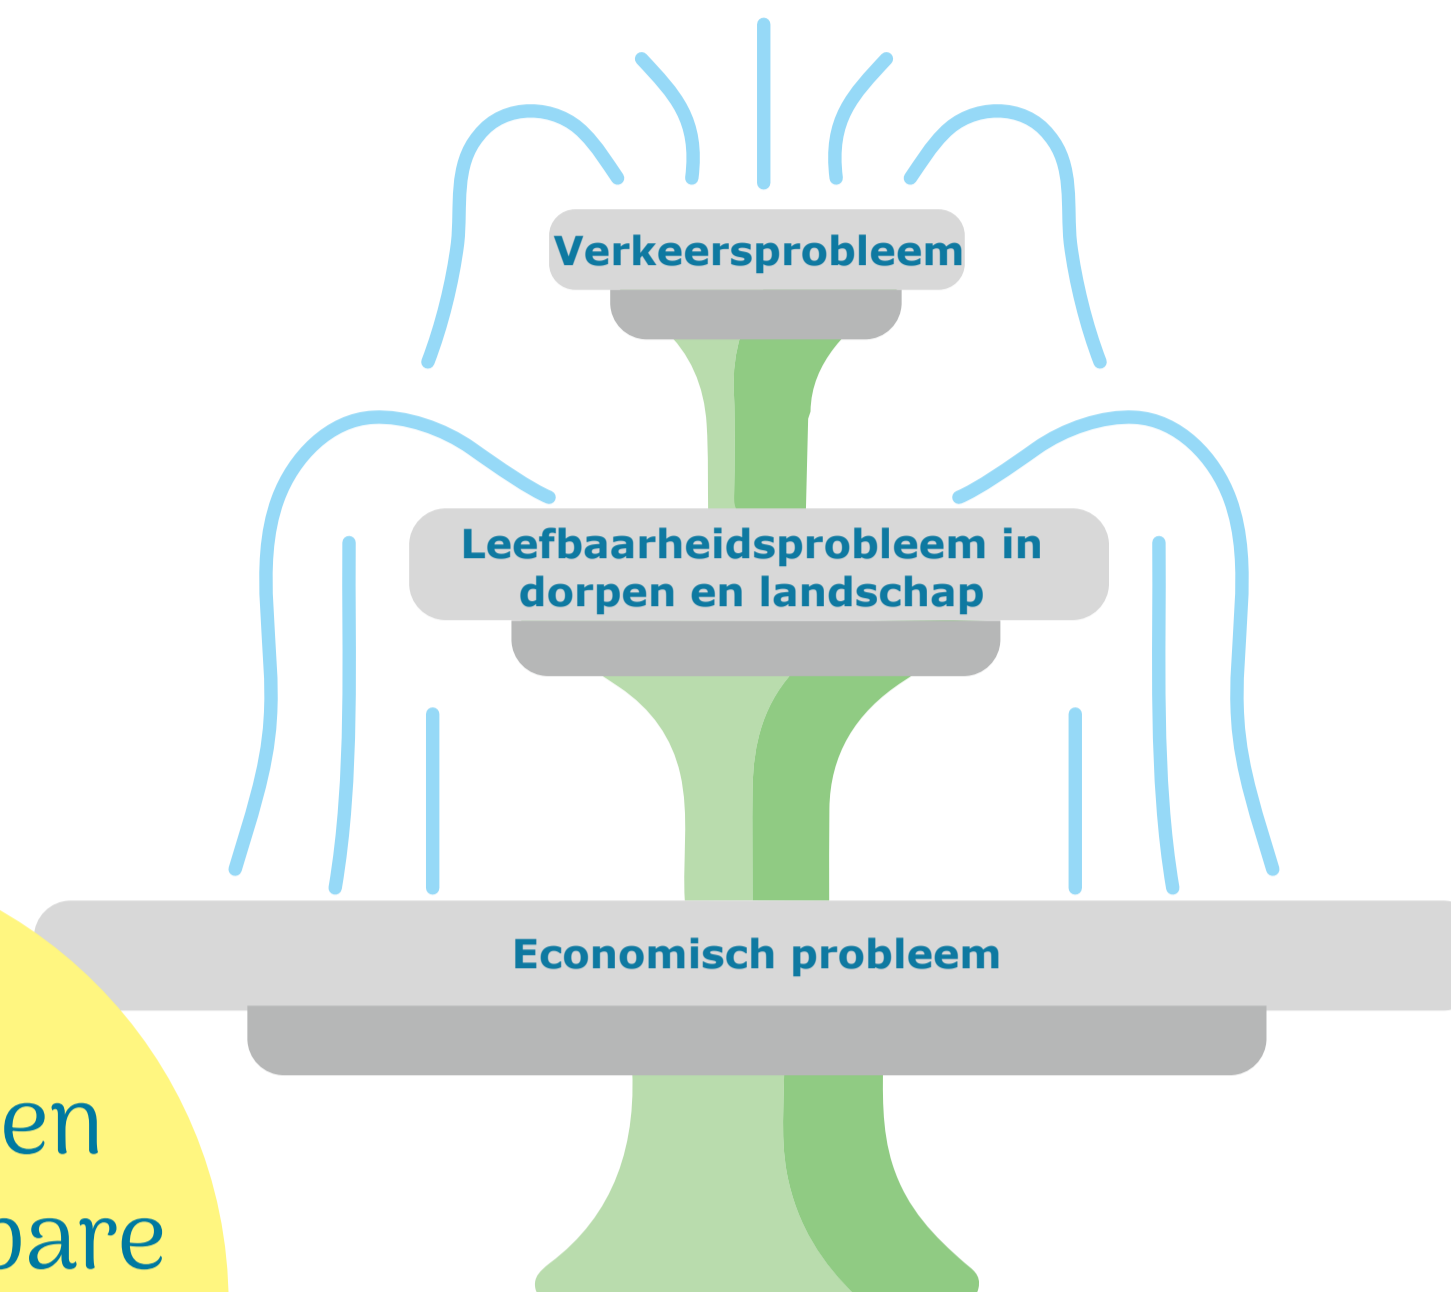 Verkeersprobleem
Leefbaarheidsprobleem in
dorpen en landschap
Economisch probleem
en
bare